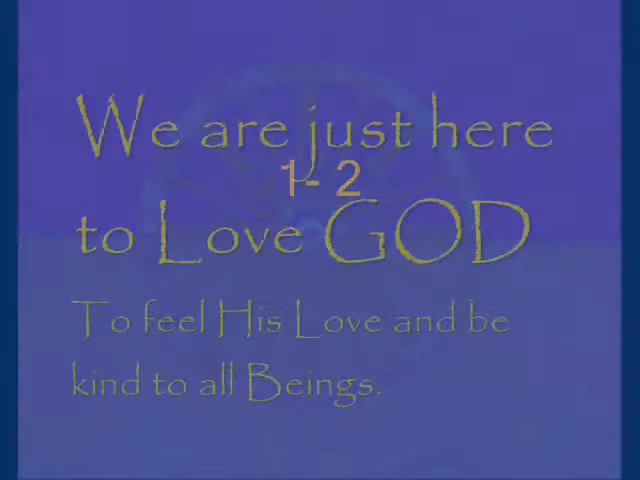 We are just here
1- 2
to Love GOD
To feel His Love and be
kind to all Beings.